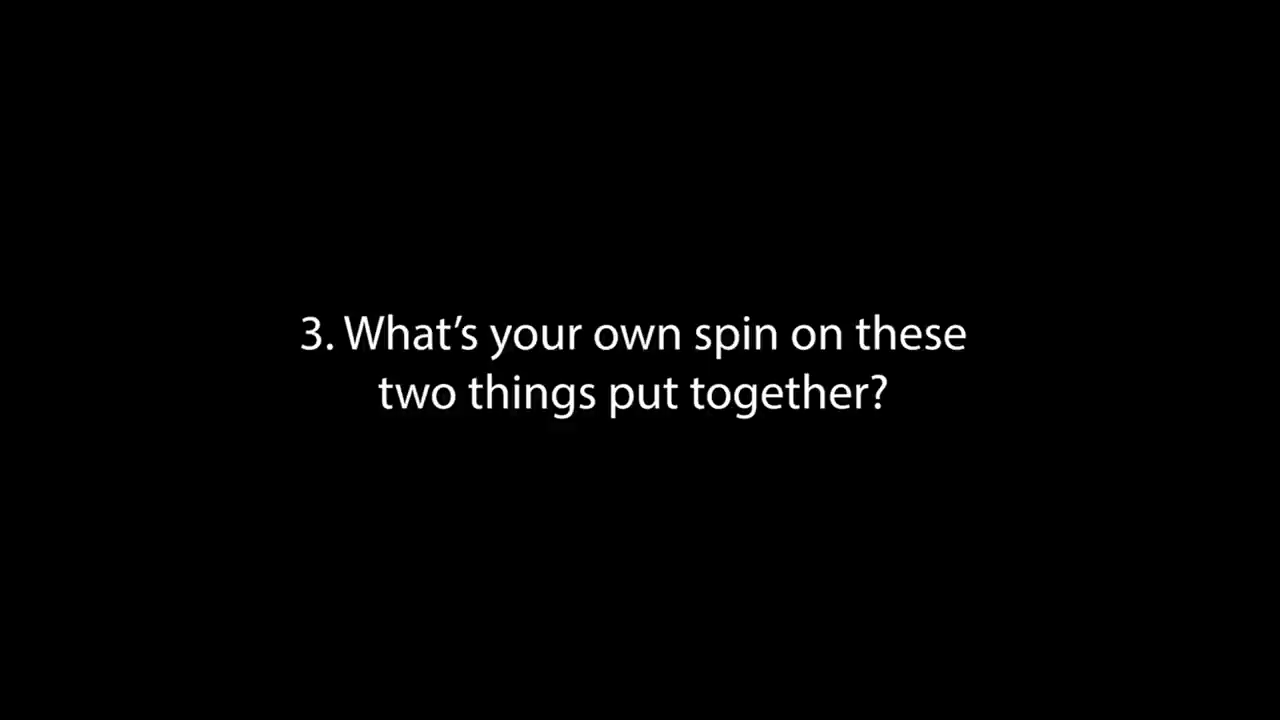 3. What’s your own spin on these
two things put together?